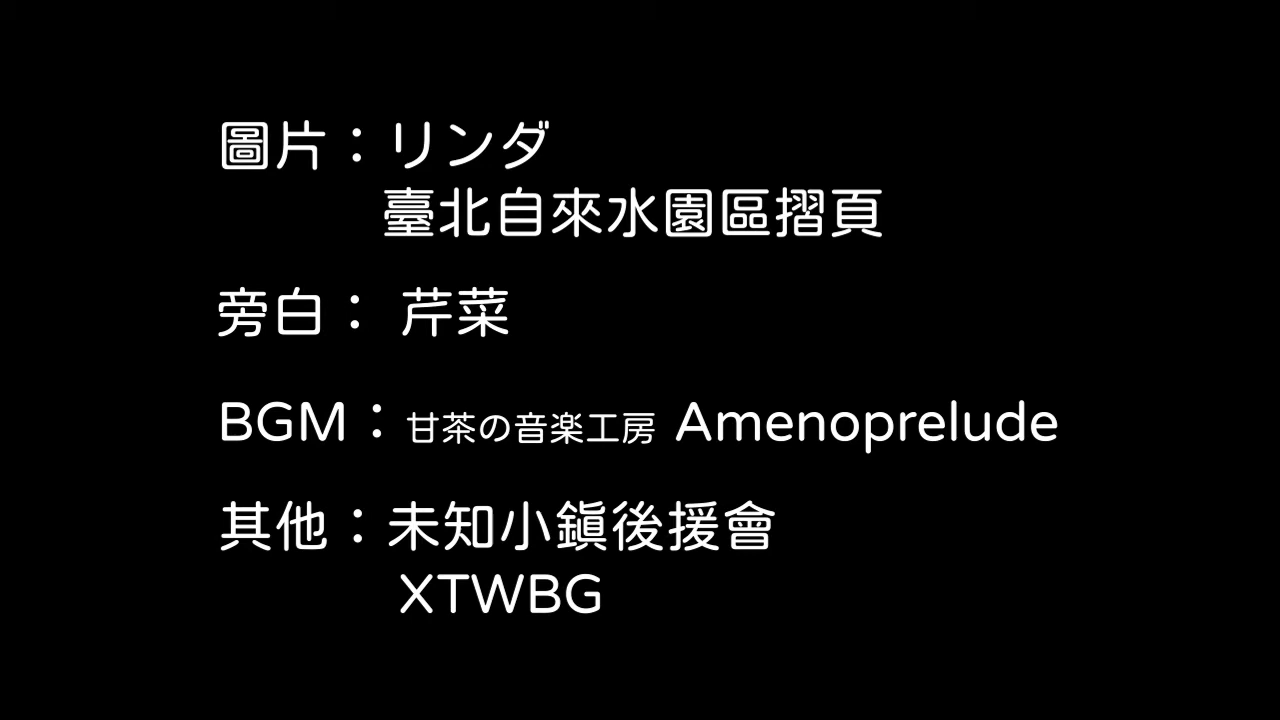 圖片：リンダ
臺北自來水園區摺頁
旁白： 芹菜
BGM：甘茶の音楽工房 Amenoprelude
其他：未知小鎮後援會
XTWBG